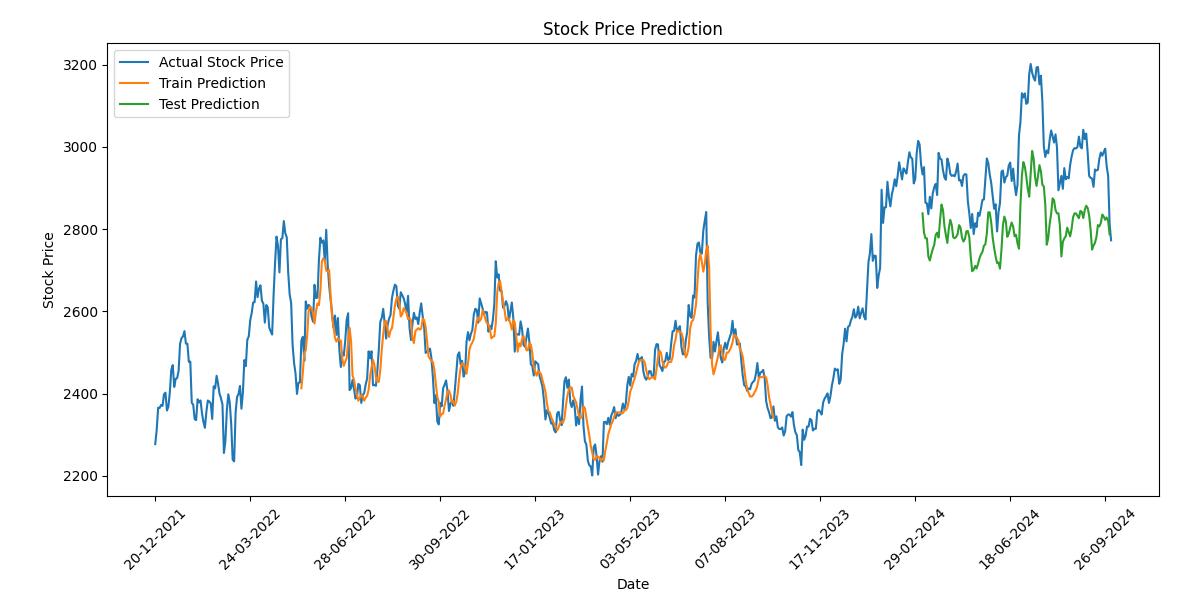 Stock Price Prediction
Actual Stock Price
Train Prediction
Test Prediction
Stock Price
3200
3000
2800
2600
2400
2200
20-12-2021
24-03-2022
28-06-2022
30-09-2022
17-01-2023
03-05-2023
07-08-2023
17-11-2023
29-02-2024
18-06-2024
26-09-2024
Date